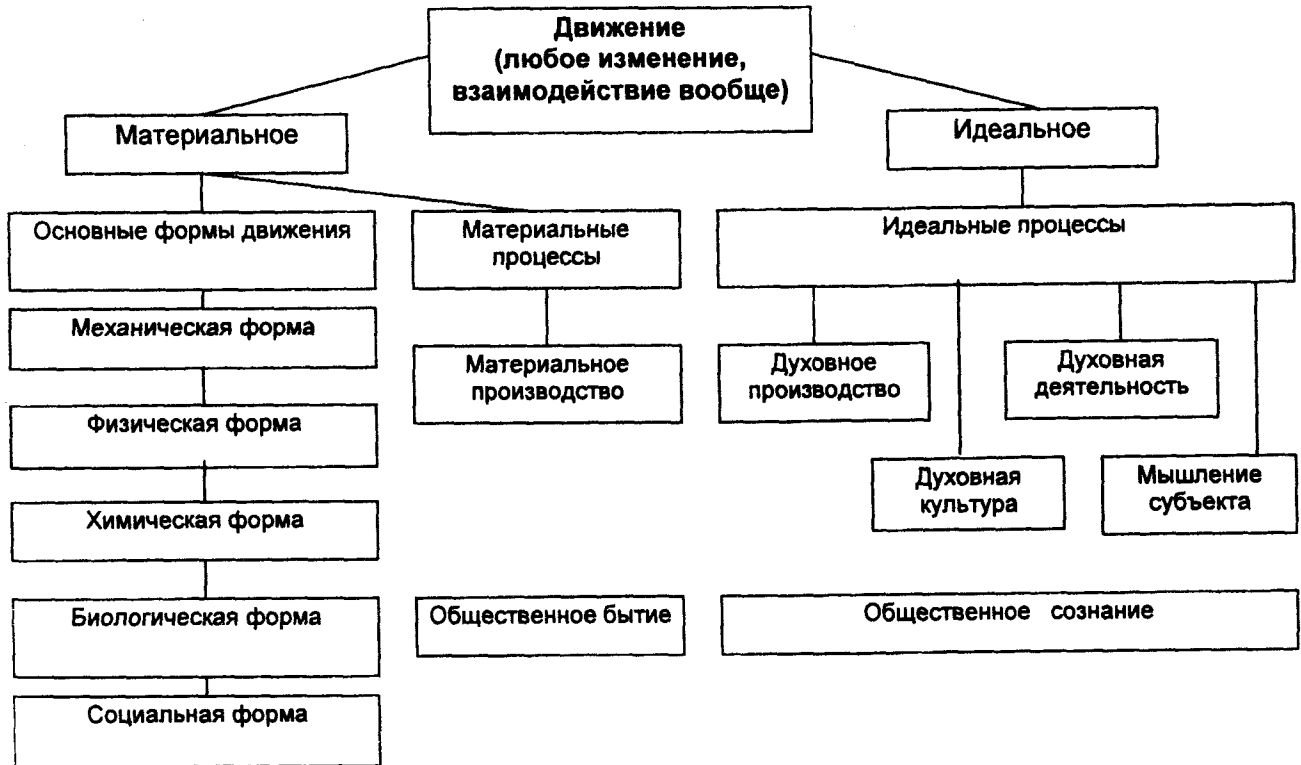 Движение
(любое изменение,
взаимодействие вообще)
Материальное
Идеальное
Основные формы движения
Материальные
процессы
Идеальные процессы
Механическая форма
Материальное
производство
Духовное
производство
Духовная
деятельность
Физическая форма
Духовная
культура
Мышление
субъекта
Химическая форма
Биологическая форма
Общественное бытие
Общественное сознание
Социальная форма